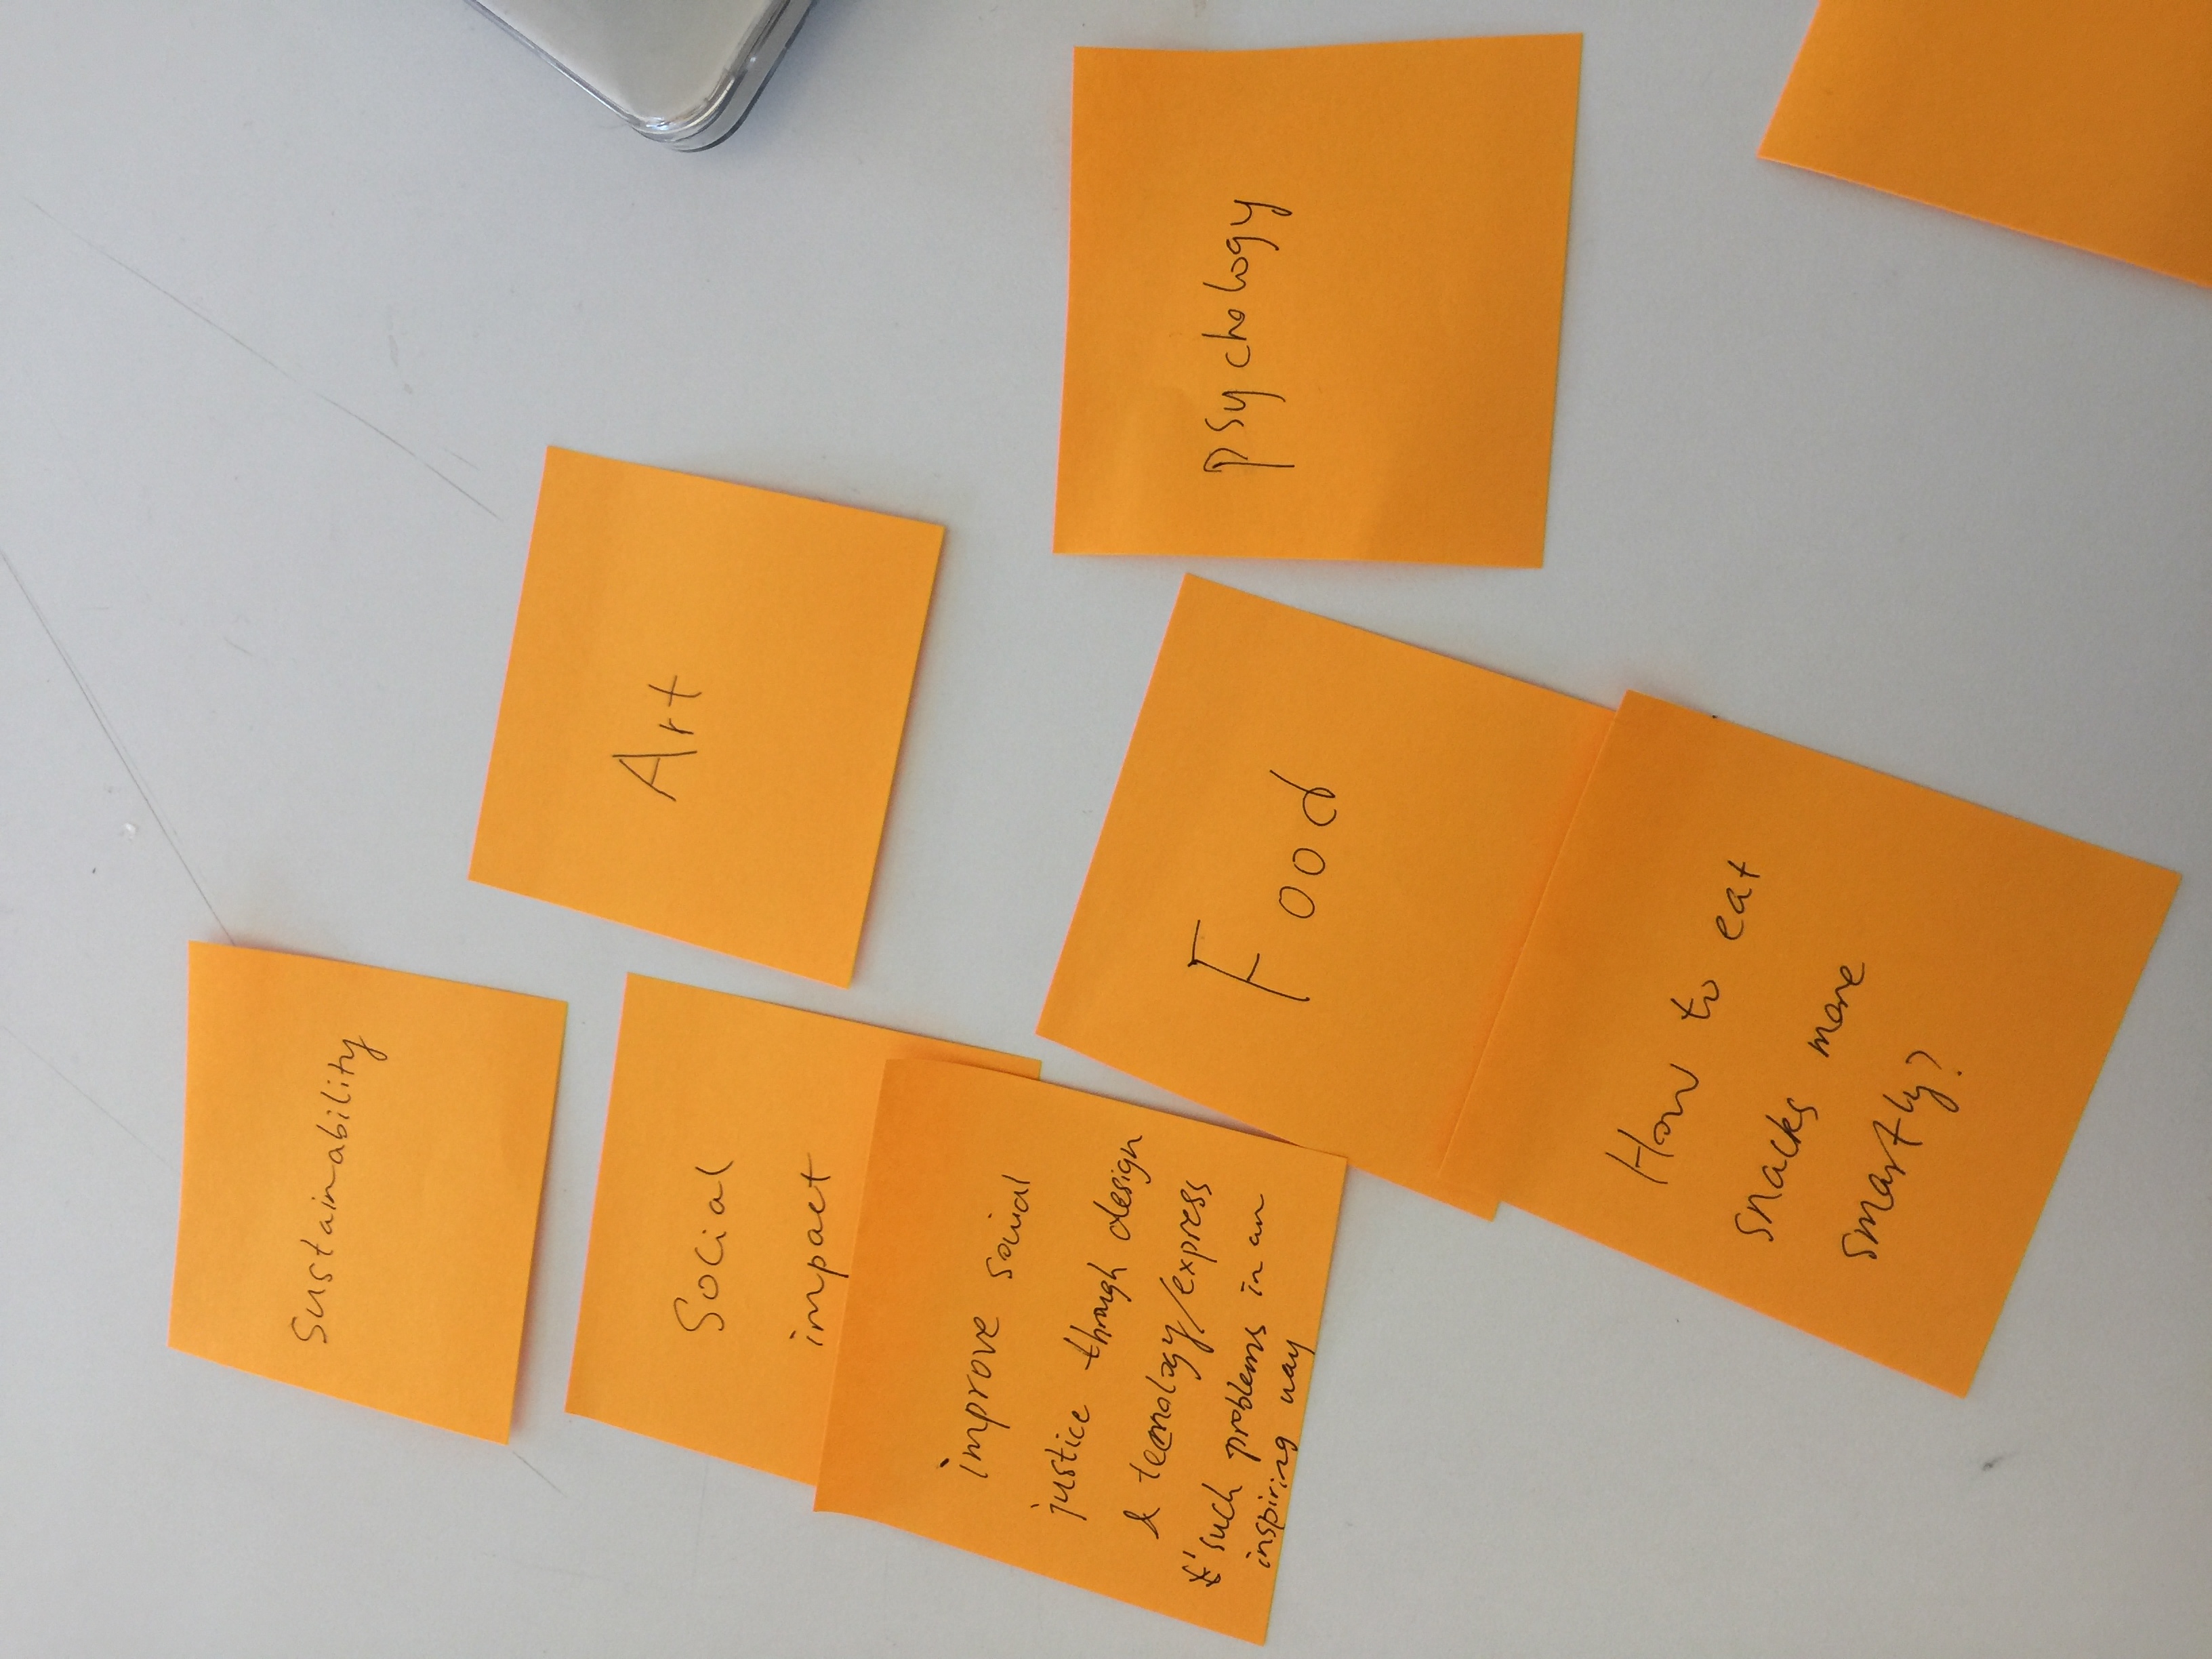 Sustainability
Social
impact
Art
improve social
justice through design
& tecnology/express
such problems in an
inspiring way
Food
psychology
How to eat
snacks more
smartly?